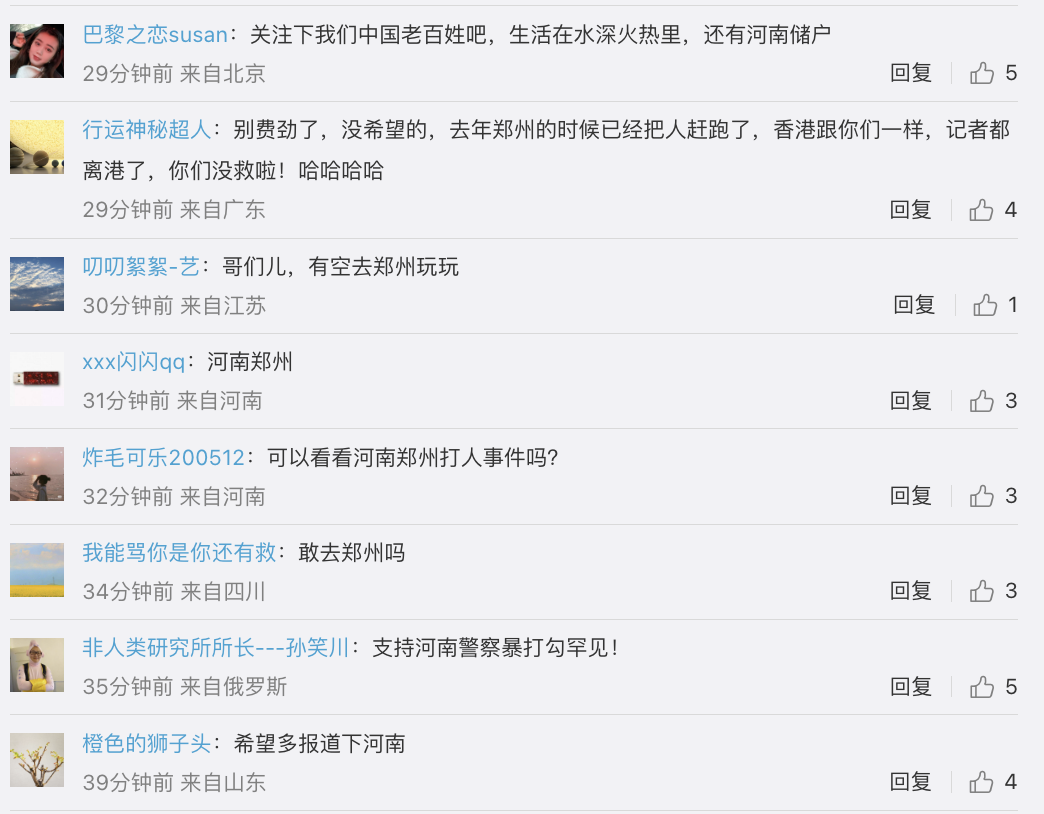 巴黎之恋susan：关注下我们中国老百姓吧，生活在水深火热里，还有河南储户
29分钟前 来自北京
回复 5
行运神秘超人：别费劲了，没希望的，去年郑州的时候已经把人赶跑了，香港跟你们一样，记者都
离港了，你们没救啦！哈哈哈哈
29分钟前 来自广东
回复 4
叨叨絮絮-艺：哥们儿，有空去郑州玩玩
30分钟前 来自江苏
回复 1
xxx闪闪qq：河南郑州
31分钟前 来自河南
回复 3
炸毛可乐200512：可以看看河南郑州打人事件吗?
32分钟前 来自河南
回复 3
我能骂你是你还有救：敢去郑州吗
34分钟前 来自四川
回复 3
非人类研究所所长---孙笑川：支持河南警察暴打勾罕见！
35分钟前 来自俄罗斯
回复 5
橙色的狮子头：希望多报道下河南
39分钟前 来自山东
回复 4